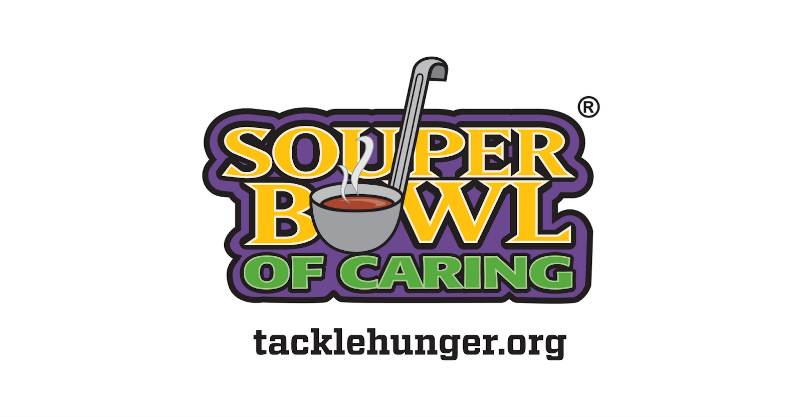 SOUPER ®
BOWL
OF CARING
tacklehunger.org